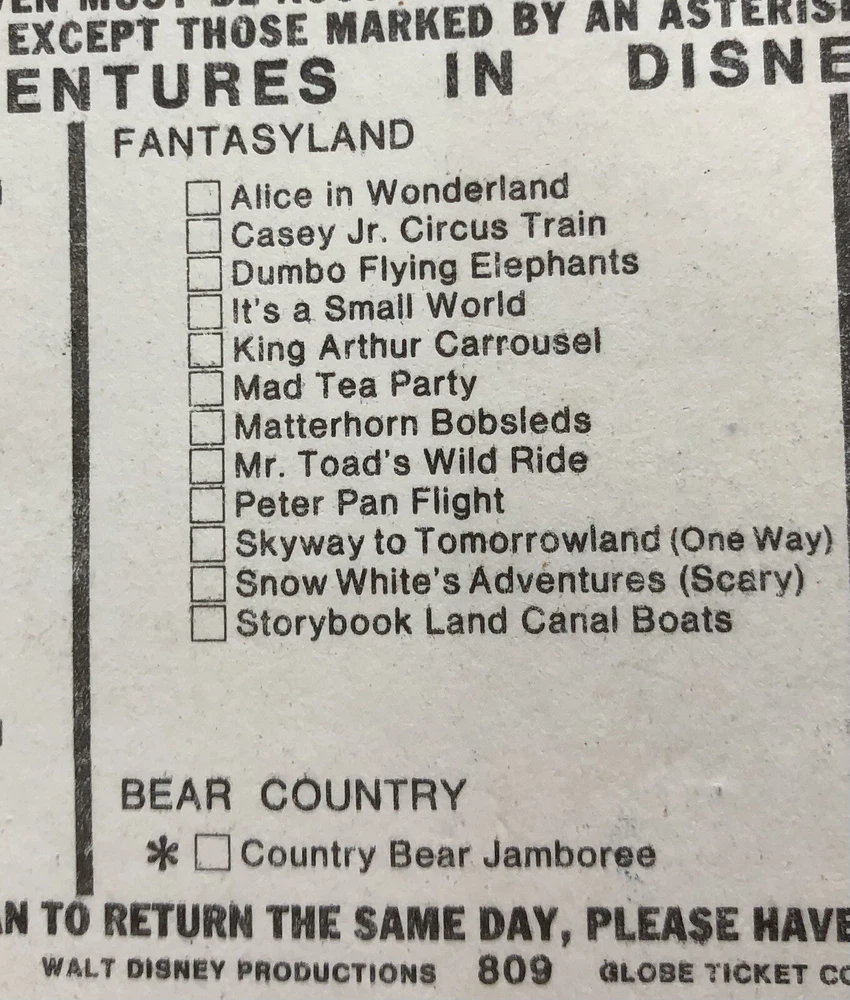 EXCEPT THOSE MARKED BY AN
ENTURES IN DISNE
FANTASYLAND
Alice in Wonderland
Casey Jr. Circus Train
Dumbo Flying Elephants
It's a Small World
King Arthur Carrousel
Mad Tea Party
Matterhorn Bobsleds
Mr. Toad's Wild Ride
Peter Pan Flight
Skyway to Tomorrowland (One Way)
Snow White's Adventures (Scary)
Storybook Land Canal Boats
BEAR COUNTRY
* Country Bear Jamboree
AN TO RETURN THE SAME DAY, PLEASE HAVE
WALT DISNEY PRODUCTIONS 809 GLOBE TICKET CO